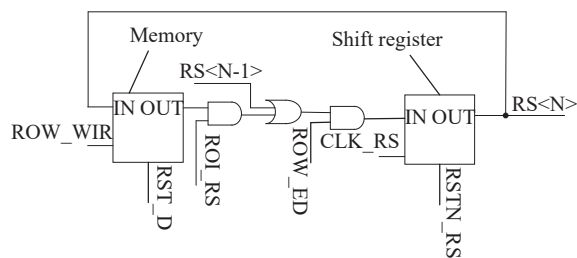 Memory
Shift register
RS<N-1>
IN OUT
IN OUT
RS<N>
ROW_WIR
CLK_RS
RST_D
ROI_RS
ROW_ED
RSTN_RS